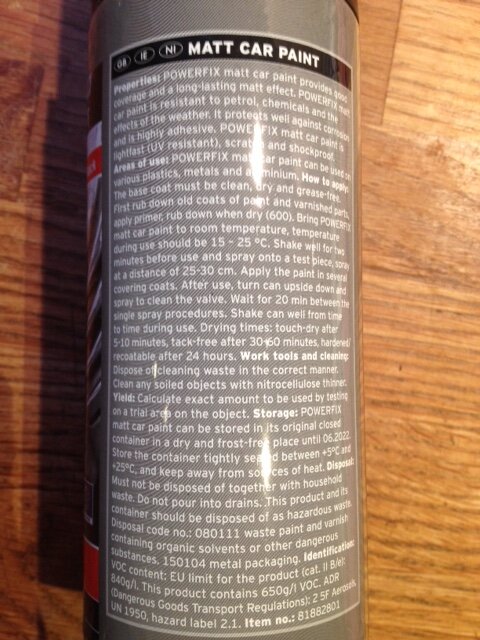 GB IE NI MATT CAR PAINT
Properties: POWERFIX matt car paint provides good
coverage and a long-lasting matt effect. POWERFIX matt
car paint is resistant to petrol, chemicals and the
effects of the weather. It protects well against corrosion
and is highly adhesive. POWERFIX matt car paint is
lightfast (UV resistant), scratch and shockproof.
Areas of use: POWERFIX matt car paint can be used on
various plastics, metals and aluminium. How to apply:
The base coat must be clean, dry and grease-free.
First rub down old coats of paint and varnished parts,
apply primer, rub down when dry (600). Bring POWERFIX
matt car paint to room temperature, temperature
during use should be 15 - 25 °C. Shake well for two
minutes before use and spray onto a test piece, spray
at a distance of 25-30 cm. Apply the paint in several
covering coats. After use, turn can upside down and
spray to clean the valve. Wait for 20 min between the
single spray procedures. Shake can well from time
to time during use. Drying times: touch-dry after
5-10 minutes, tack-free after 30-60 minutes, hardened/
recoatable after 24 hours. Work tools and cleaning:
Dispose of cleaning waste in the correct manner.
Clean any soiled objects with nitrocellulose thinner.
Yield: Calculate exact amount to be used by testing
on a trial area on the object. Storage: POWERFIX
matt car paint can be stored in its original closed
container in a dry and frost-free place until 06.2022.
Store the container tightly sealed between +5°C and
+25°C, and keep away from sources of heat. Disposal:
Must not be disposed of together with household
waste. Do not pour into drains. This product and its
container should be disposed of as hazardous waste.
Disposal code no.: 080111 waste paint and varnish
containing organic solvents or other dangerous
substances, 150104 metal packaging. Identification:
VOC content: EU limit for the product (cat. II B/e):
840g/l. This product contains 650g/l VOC. ADR
(Dangerous Goods Transport Regulations): 2 5F Aerosols,
UN 1950, hazard label 2.1. Item no.: 81882801